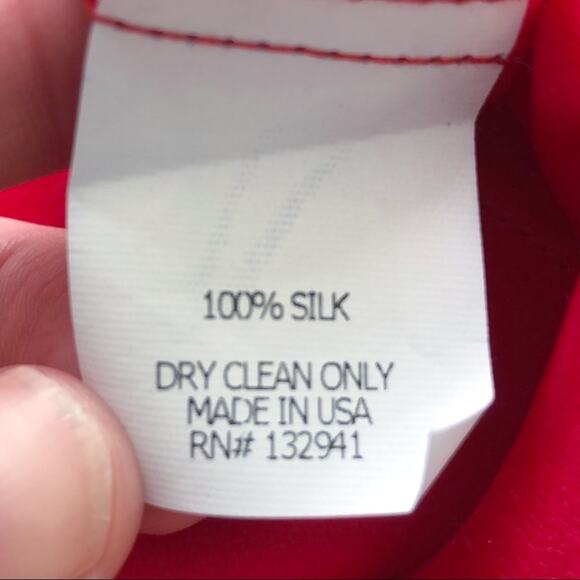 100% SILK
DRY CLEAN ONLY
MADE IN USA
RN# 132941